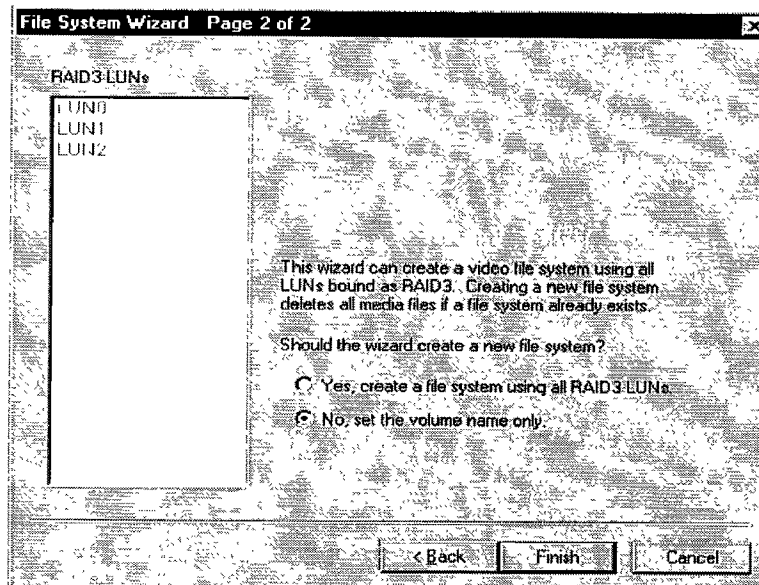 File System Wizard Page 2 of 2
RAID3 LUNs
LUN0
LUN1
LUN2
This wizard can create a video file system using all
LUNs bound as RAID3. Creating a new file system
deletes all media files if a file system already exists.
Should the wizard create a new file system?
Yes, create a file system using all RAID3 LUNs.
No, set the volume name only.
< Back
Finish
Cancel